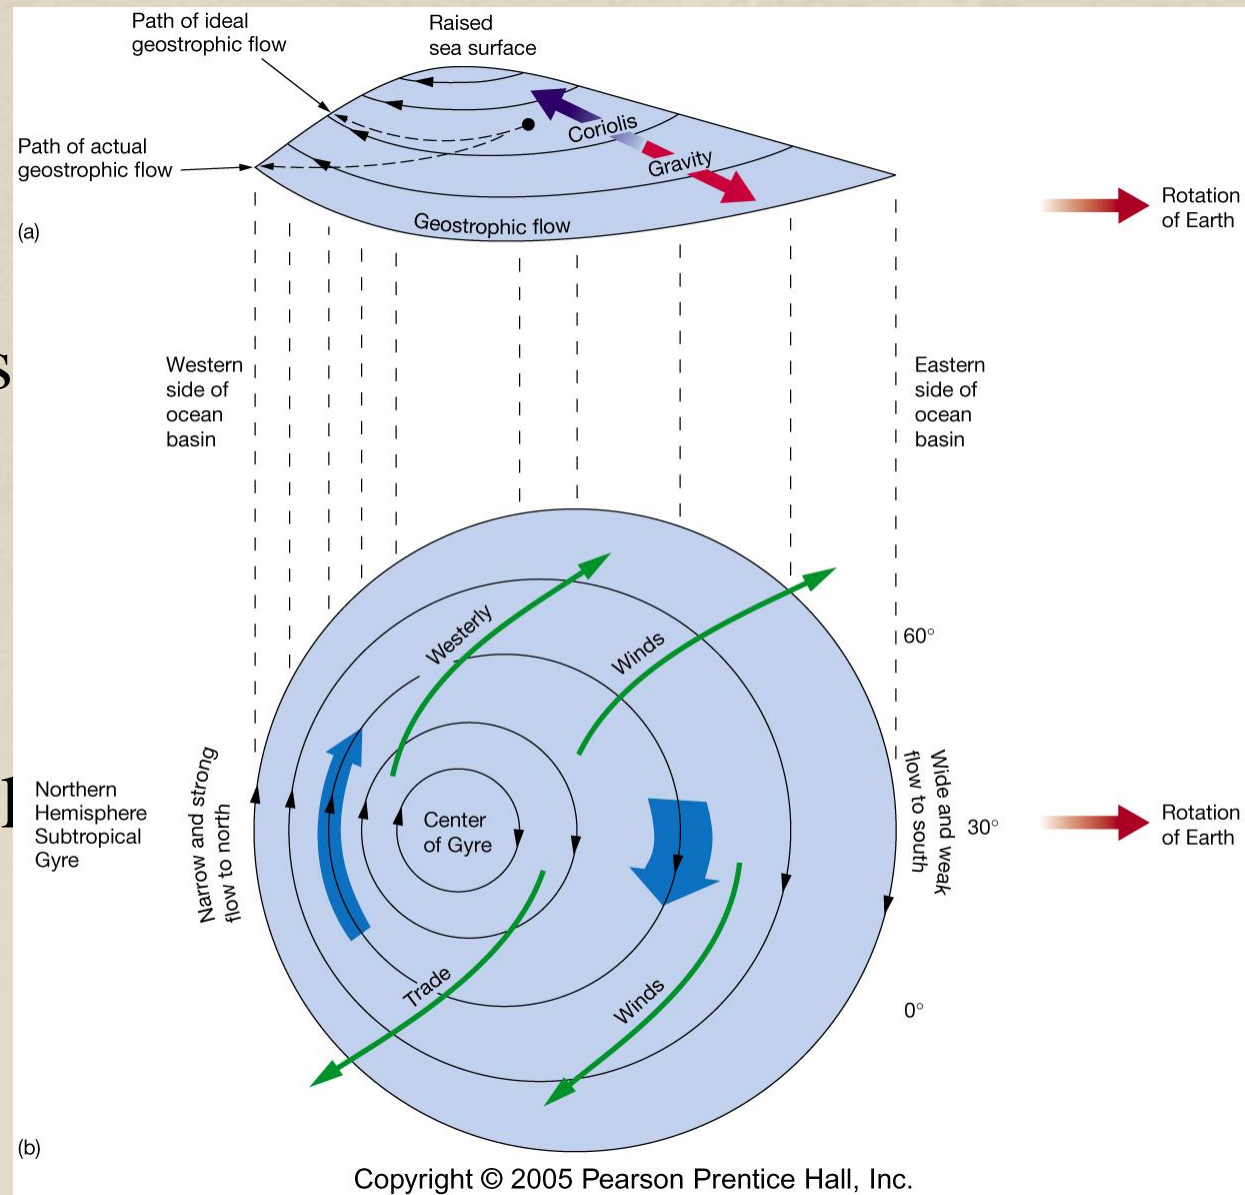 Path of ideal
geostrophic flow
Raised
sea surface
Path of actual
geostrophic flow
Coriolis
Gravity
Geostrophic flow
Rotation
of Earth
(a)
s
Western
side of
ocean
basin
Eastern
side of
ocean
basin
Westerly
Winds
60°
Northern
Hemisphere
Subtropical
Gyre
Narrow and strong
flow to north
Center
of Gyre
Wide and weak
flow to south
30°
Rotation
of Earth
Trade
Winds
0°
(b)
Copyright © 2005 Pearson Prentice Hall, Inc.